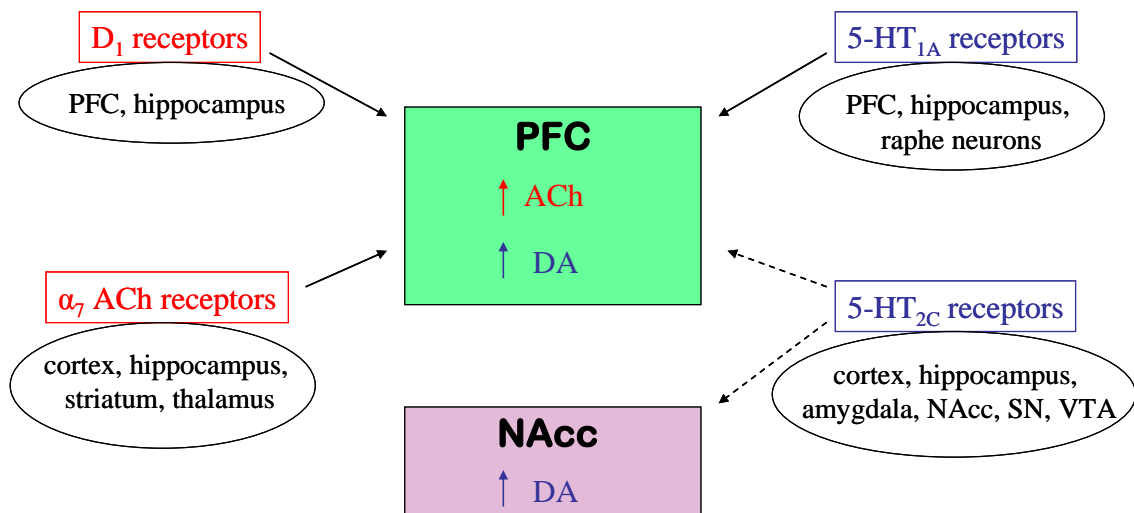 D₁ receptors
PFC, hippocampus
5-HT₁A receptors
PFC, hippocampus,
raphe neurons
PFC
↑ ACh
↑ DA
α₇ ACh receptors
cortex, hippocampus,
striatum, thalamus
5-HT₂C receptors
cortex, hippocampus,
amygdala, NAcc, SN, VTA
NAcc
↑ DA